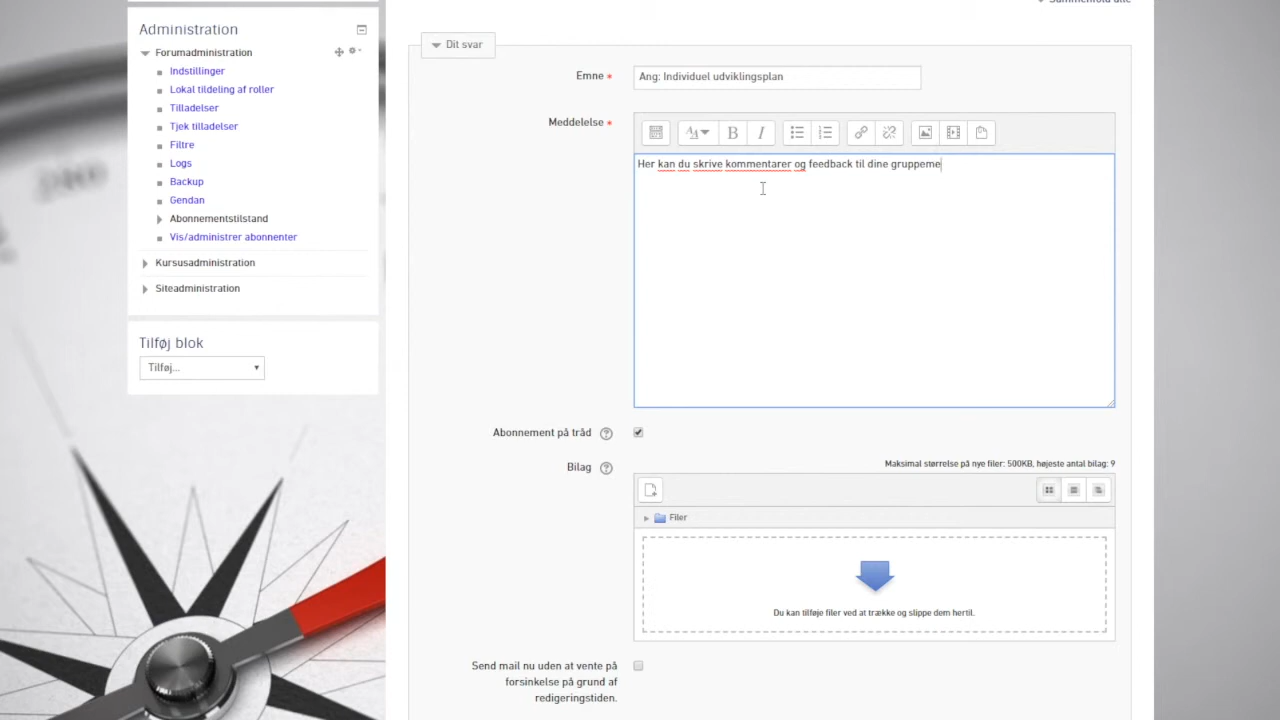 Administration
Forumadministration
Indstillinger
Lokal tildeling af roller
Tilladelser
Tjek tilladelser
Filtre
Logs
Backup
Gendan
Abonnementstilstand
Vis/administrer abonnenter
Kursusadministration
Siteadministration
Tilføj blok
Tilføj...
Dit svar
Emne
Ang: Individuel udviklingsplan
Meddelelse
Her kan du skrive kommentarer og feedback til dine gruppeme
Abonnement på tråd
Bilag
Maksimal størrelse på nye filer: 500KB, højeste antal bilag: 9
Filer
Du kan tilføje filer ved at trække og slippe dem hertil.
Send mail nu uden at vente på
forsinkelse på grund af
redigeringstiden.